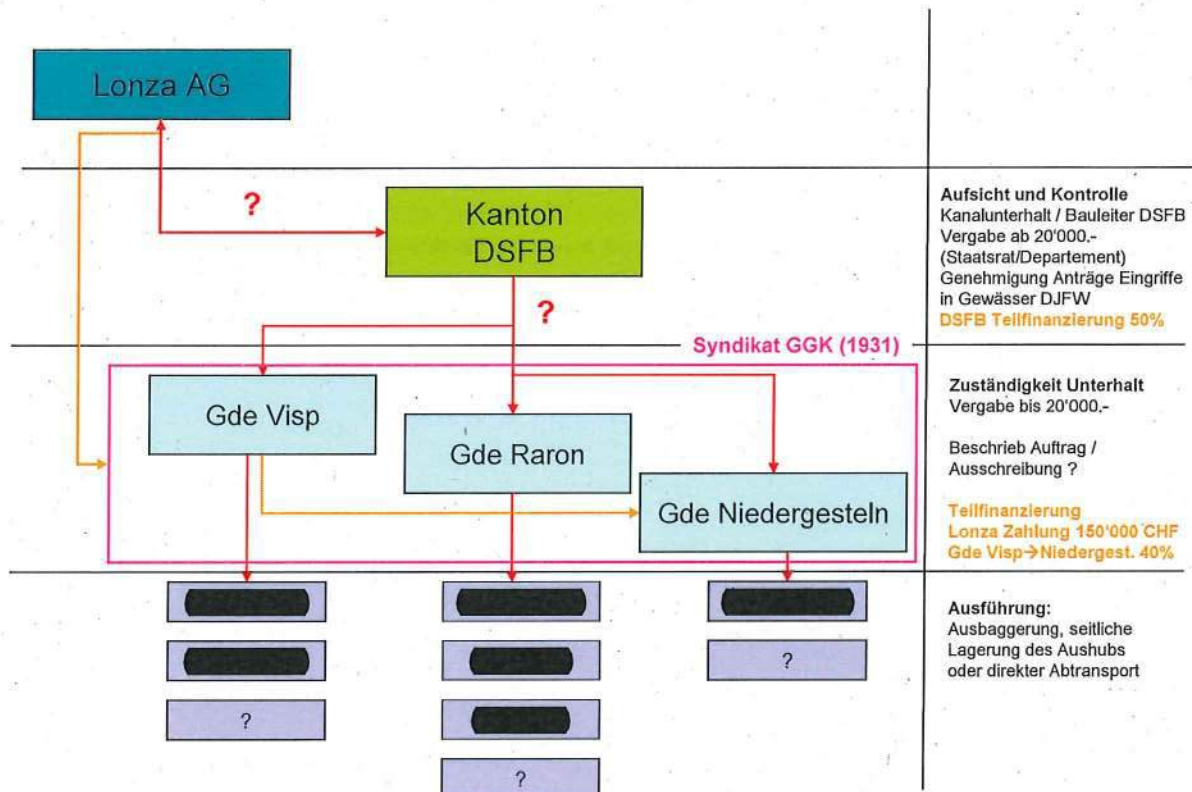 Lonza AG
?
Kanton
DSFB
?
Aufsicht und Kontrolle
Kanalunterhalt / Bauleiter DSFB
Vergabe ab 20'000.-
(Staatsrat/Departement)
Genehmigung Anträge Eingriffe
in Gewässer DJFW
DSFB Teilfinanzierung 50%
Syndikat GGK (1931)
Gde Visp
Gde Raron
Gde Niedergesteln
Zuständigkeit Unterhalt
Vergabe bis 20'000.-
Beschrieb Auftrag /
Ausschreibung ?
Teilfinanzierung
Lonza Zahlung 150'000 CHF
Gde Visp→Niedergest. 40%
?
?
?
Ausführung:
Ausbaggerung, seitliche
Lagerung des Aushubs
oder direkter Abtransport